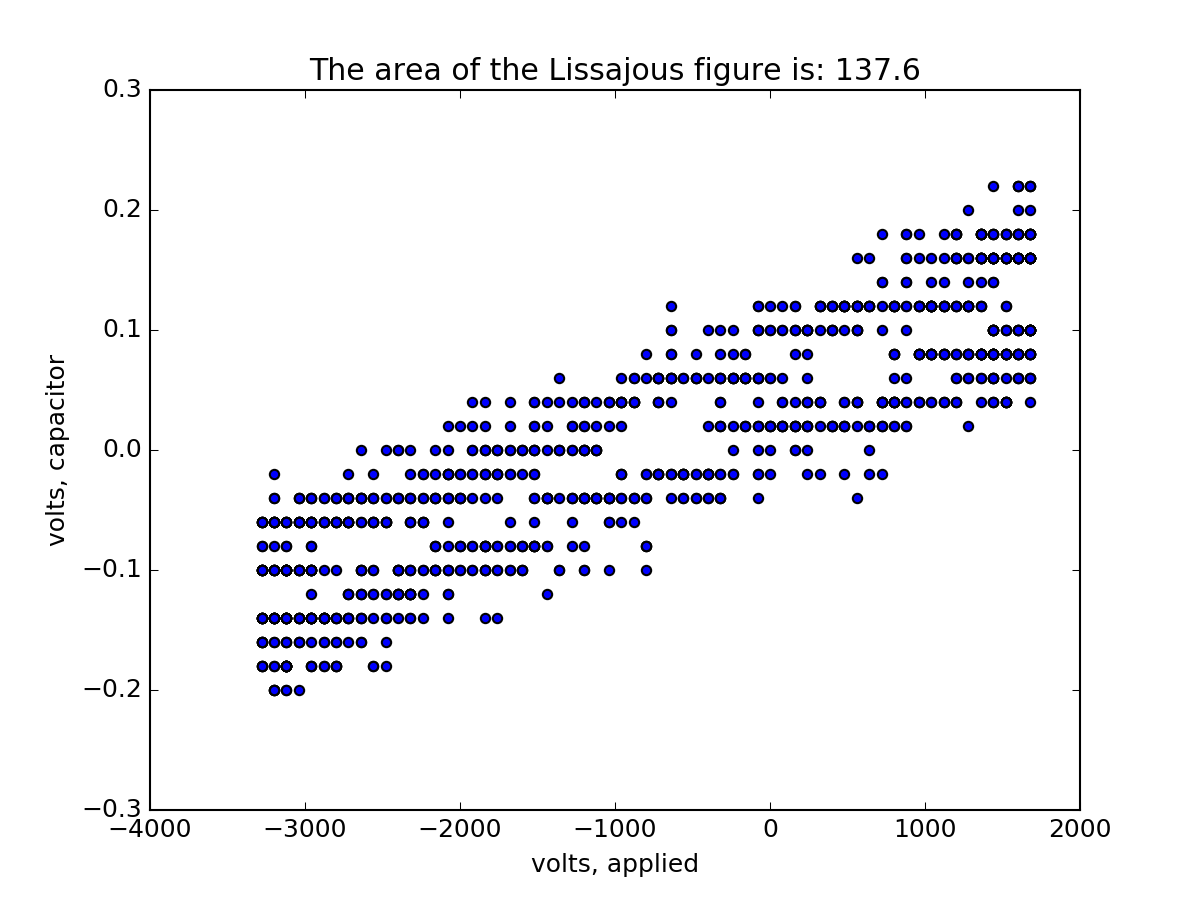 The area of the Lissajous figure is: 137.6
0.3
0.2
0.1
0.0
−0.1
−0.2
−0.3
volts, capacitor
−4000 −3000 −2000 −1000 0 1000 2000
volts, applied